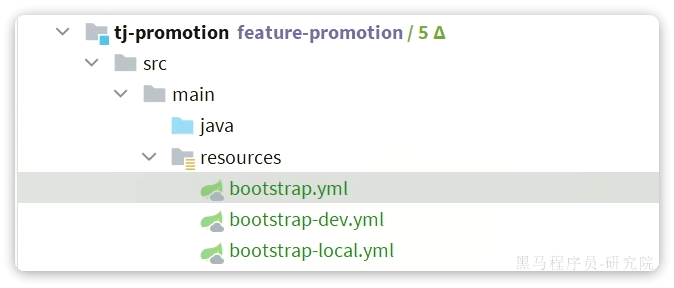 tj-promotion feature-promotion / 5 Δ
src
main
java
resources
bootstrap.yml
bootstrap-dev.yml
bootstrap-local.yml
黑马程序员-研究院